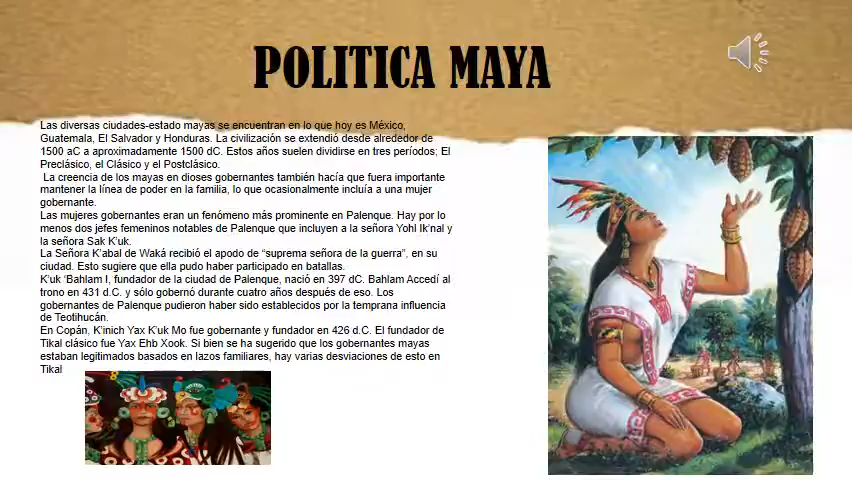 POLITICA MAYA
Las diversas ciudades-estado mayas se encuentran en lo que hoy es México,
Guatemala, El Salvador y Honduras. La civilización se extendió desde alrededor de
1500 aC a aproximadamente 1500 dC. Estos años suelen dividirse en tres períodos; El
Preclásico, el Clásico y el Postclásico.
La creencia de los mayas en dioses gobernantes también hacía que fuera importante
mantener la línea de poder en la familia, lo que ocasionalmente incluía a una mujer
gobernante.
Las mujeres gobernantes eran un fenómeno más prominente en Palenque. Hay por lo
menos dos jefes femeninos notables de Palenque que incluyen a la señora Yohl Ik'nal y
la señora Sak K'uk.
La Señora K'abal de Waká recibió el apodo de “suprema señora de la guerra”, en su
ciudad. Esto sugiere que ella pudo haber participado en batallas.
K'uk 'Bahlam I, fundador de la ciudad de Palenque, nació en 397 dC. Bahlam Accedí al
trono en 431 d.C. y sólo gobernó durante cuatro años después de eso. Los
gobernantes de Palenque pudieron haber sido establecidos por la temprana influencia
de Teotihucán.
En Copán, K'inich Yax K'uk Mo fue gobernante y fundador en 426 d.C. El fundador de
Tikal clásico fue Yax Ehb Xook. Si bien se ha sugerido que los gobernantes mayas
estaban legitimados basados en lazos familiares, hay varias desviaciones de esto en
Tikal